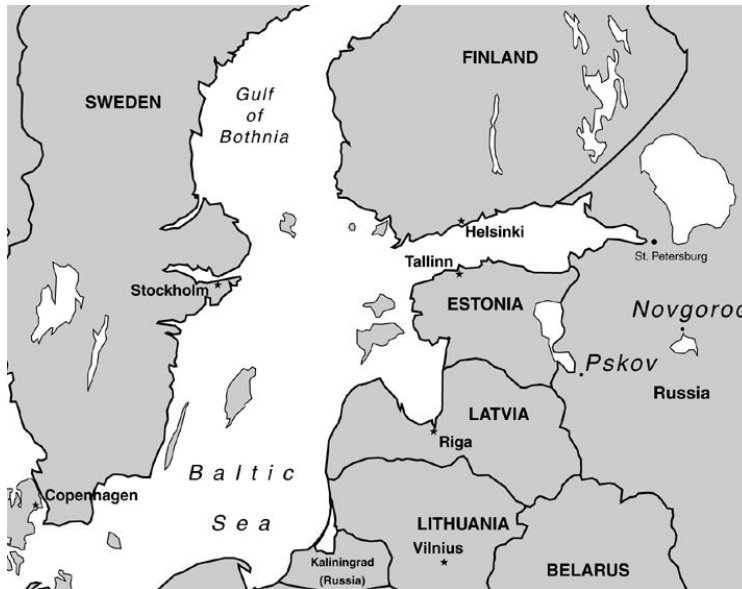 FINLAND
SWEDEN
Gulf
of
Bothnia
Helsinki
St. Petersburg
Tallinn
Stockholm
ESTONIA
Novgoroc
Pskov
Russia
LATVIA
Riga
Baltic
Copenhagen
Sea
LITHUANIA
Vilnius
Kaliningrad
(Russia)
BELARUS